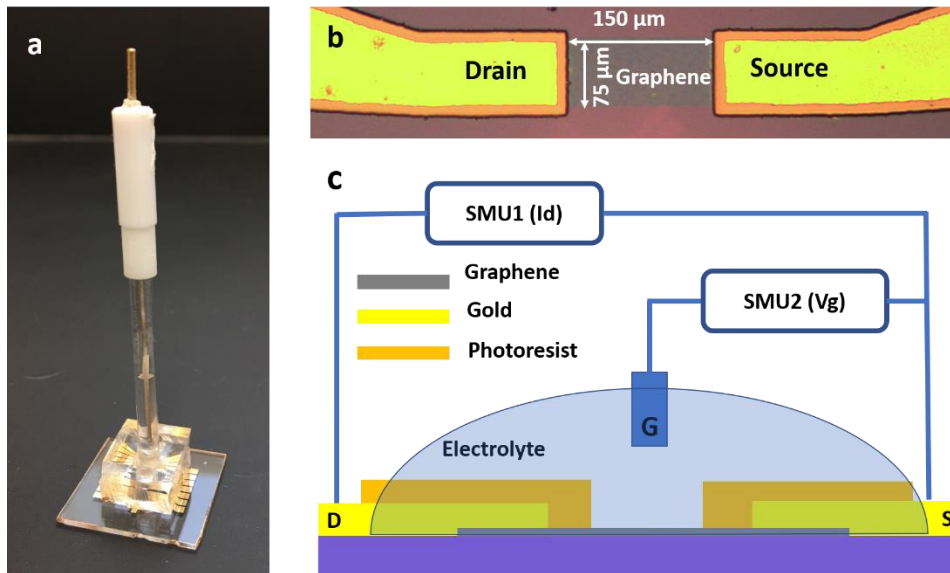 a
b
150 µm
75 µm
Drain
Graphene
Source
c
SMU1 (Id)
Graphene
Gold
Photoresist
SMU2 (Vg)
G
Electrolyte
D
S